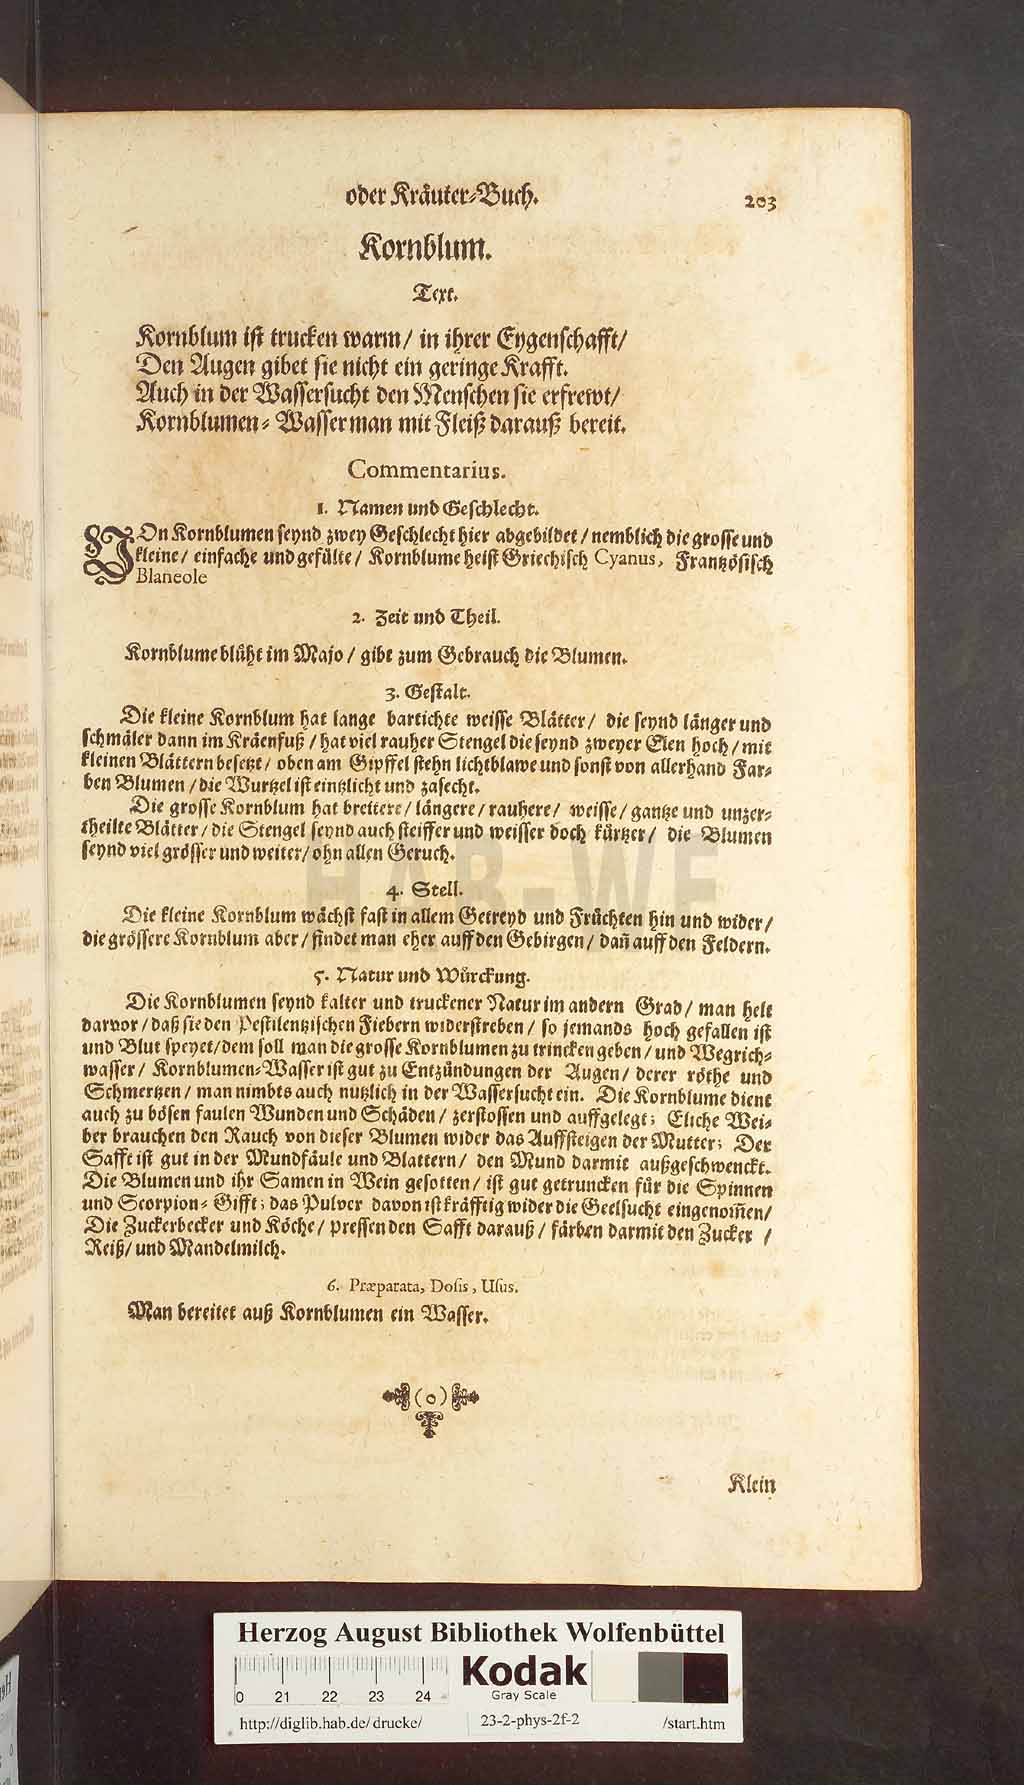 oder Kräuter-Buch.
203
Kornblum.
Text.
Kornblum ist trucken warm / in ihrer Eygenschafft /
Den Augen gibet sie nicht ein geringe Krafft.
Auch in der Wassersucht den Menschen sie erfrewt /
Kornblumen-Wasser man mit Fleiß darauß bereit.
Commentarius.
1. Namen und Geschlecht.
VOn Kornblumen seynd zwey Geschlecht hier abgebildet / nemblich die grosse und
kleine / einfache und gefülte / Kornblume heist Griechisch Cyanus, Frantzösisch
Blaneole
2. Zeit und Theil.
Kornblume blüht im Majo / gibt zum Gebrauch die Blumen.
3. Gestalt.
Die kleine Kornblum hat lange bartichte weisse Blätter / die seynd länger und
schmäler dann im Kräenfuß / hat viel rauher Stengel die seynd zweyer Elen hoch / mit
kleinen Blättern besetzt / oben am Gipffel stehn lichtblawe und sonst von allerhand Far-
ben Blumen / die Wurtzel ist eintzlicht und zasecht.
Die grosse Kornblum hat breitere / längere / rauhere / weisse / gantze und unzer-
theilte Blätter / die Stengel seynd auch steiffer und weisser doch kürtzer / die Blumen
seynd viel grösser und weiter / ohn allen Geruch.
4. Stell.
Die kleine Kornblum wächst fast in allem Getreyd und Früchten hin und wider /
die grössere Kornblum aber / findet man eher auff den Gebirgen / dañ auff den Feldern.
5. Natur und Würckung.
Die Kornblumen seynd kalter und truckener Natur im andern Grad / man helt
darvor / daß sie den Pestilentzischen Fiebern widerstreben / so jemands hoch gefallen ist
und Blut speyet / dem soll man die grosse Kornblumen zu trincken geben / und Wegrich-
wasser / Kornblumen-Wasser ist gut zu Entzündungen der Augen / derer röthe und
Schmertzen / man nimbts auch nutzlich in der Wassersucht ein. Die Kornblume dient
auch zu bösen faulen Wunden und Schäden / zerstossen und auffgelegt; Etliche Wei-
ber brauchen den Rauch von dieser Blumen wider das Auffsteigen der Mutter; Der
Safft ist gut in der Mundfäule und Blattern / den Mund darmit außgeschwenckt.
Die Blumen und ihr Samen in Wein gesotten / ist gut getruncken für die Spinnen
und Scorpion-Gifft; das Pulver davon ist kräfftig wider die Geelsucht eingenom̃en /
Die Zuckerbecker und Köche / pressen den Safft darauß / färben darmit den Zucker /
Reiß / und Mandelmilch.
6. Præparata, Dosis, Usus.
Man bereitet auß Kornblumen ein Wasser.
(o)
Klein
HAB-WF
Herzog August Bibliothek Wolfenbüttel
0 21 22 23 24
Kodak
Gray Scale
http://diglib.hab.de/drucke/ 23-2-phys-2f-2 /start.htm